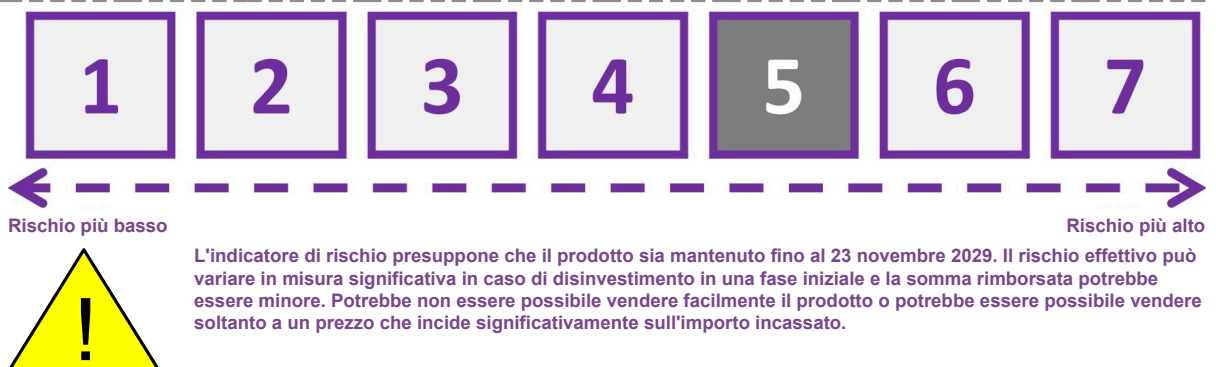 1 2 3 4 5 6 7
Rischio più basso Rischio più alto
L'indicatore di rischio presuppone che il prodotto sia mantenuto fino al 23 novembre 2029. Il rischio effettivo può
variare in misura significativa in caso di disinvestimento in una fase iniziale e la somma rimborsata potrebbe
essere minore. Potrebbe non essere possibile vendere facilmente il prodotto o potrebbe essere possibile vendere
soltanto a un prezzo che incide significativamente sull'importo incassato.
!